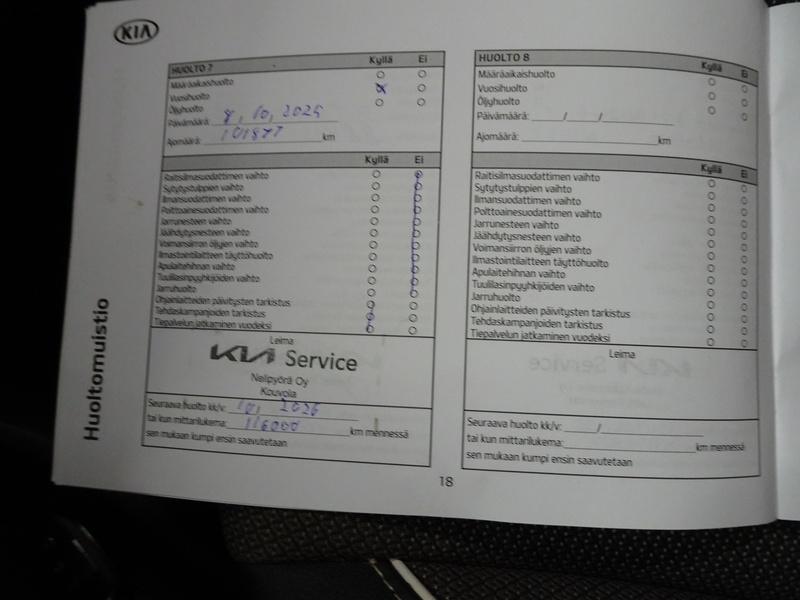 KIA
HUOLTO 7 Kyllä Ei
Määräaikaishuolto
Vuosihuolto
Öljyhuolto
Päivämäärä: 8, 10, 2025
Ajomäärä: 101877 km
Kyllä Ei
Raitisilmasuodattimen vaihto
Sytytystulppien vaihto
Ilmansuodattimen vaihto
Polttoainesuodattimen vaihto
Jarrunesteen vaihto
Jäähdytysnesteen vaihto
Voimansiirron öljyjen vaihto
Ilmastointilaitteen täyttöhuolto
Apulaitehihnan vaihto
Tuulilasinpyyhkijöiden vaihto
Jarruhuolto
Ohjainlaitteiden päivitysten tarkistus
Tehdaskampanjoiden tarkistus
Tiepalvelun jatkaminen vuodeksi
Leima
KIA Service
Nelipyörä Oy
Kouvola
Seuraava huolto kk/v: 10, 2026
tai kun mittarilukema: 116000 km mennessä
sen mukaan kumpi ensin saavutetaan
HUOLTO 8 Kyllä Ei
Määräaikaishuolto
Vuosihuolto
Öljyhuolto
Päivämäärä: / /
Ajomäärä: km
Kyllä Ei
Raitisilmasuodattimen vaihto
Sytytystulppien vaihto
Ilmansuodattimen vaihto
Polttoainesuodattimen vaihto
Jarrunesteen vaihto
Jäähdytysnesteen vaihto
Voimansiirron öljyjen vaihto
Ilmastointilaitteen täyttöhuolto
Apulaitehihnan vaihto
Tuulilasinpyyhkijöiden vaihto
Jarruhuolto
Ohjainlaitteiden päivitysten tarkistus
Tehdaskampanjoiden tarkistus
Tiepalvelun jatkaminen vuodeksi
Leima
Seuraava huolto kk/v: /
tai kun mittarilukema: km mennessä
sen mukaan kumpi ensin saavutetaan
Huoltomuistio
18